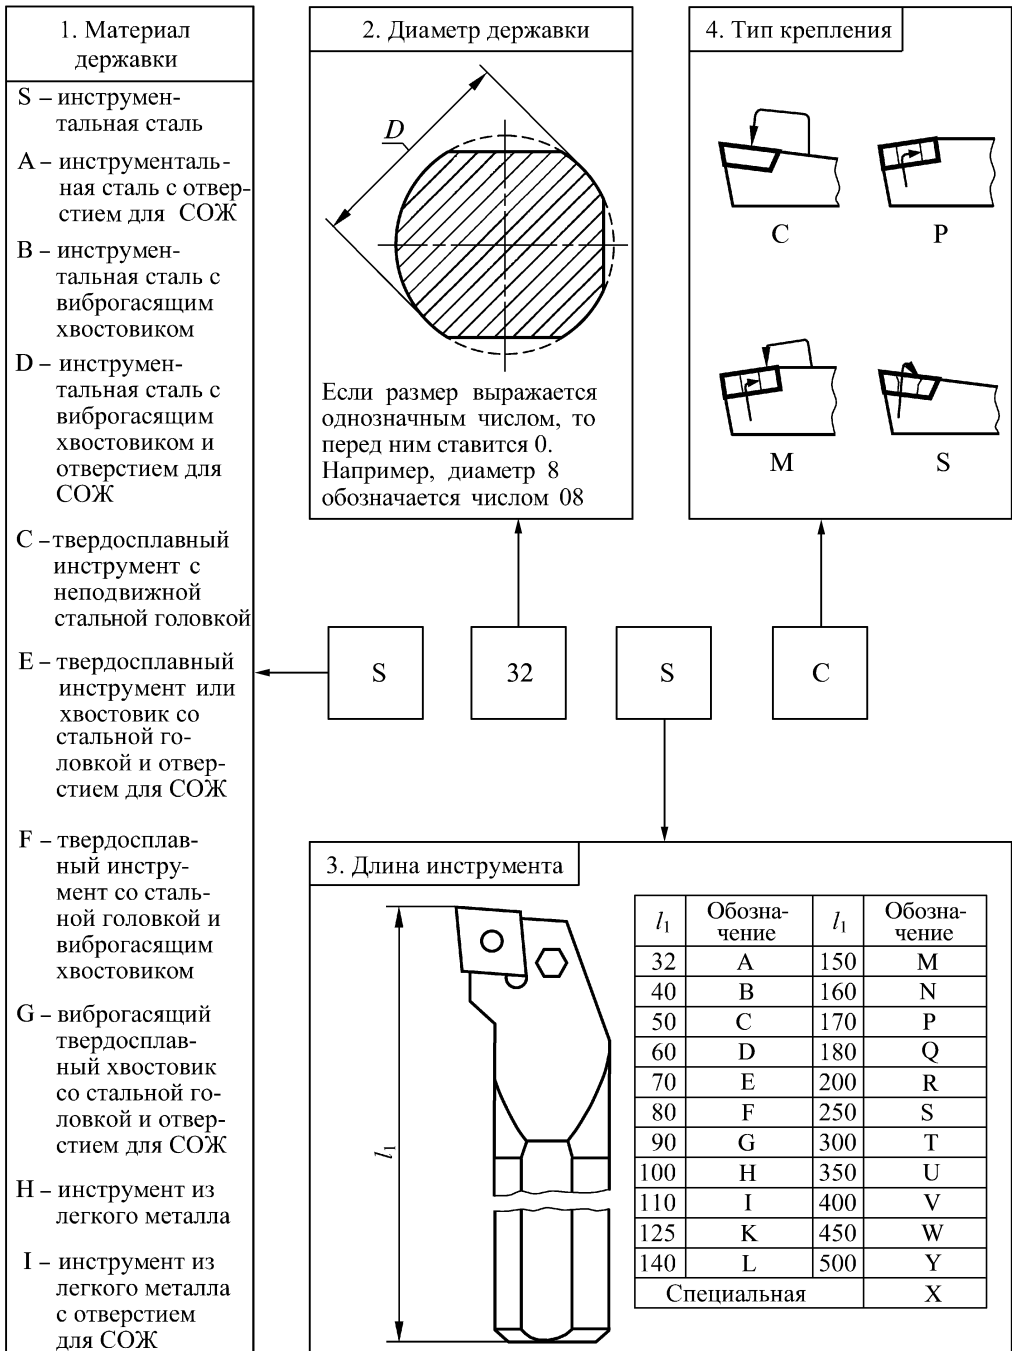 1. Материал
державки
S – инструмен-
тальная сталь
A – инструменталь-
ная сталь с отвер-
стием для СОЖ
B – инструмен-
тальная сталь с
виброгасящим
хвостовиком
D – инструмен-
тальная сталь с
виброгасящим
хвостовиком и
отверстием для
СОЖ
C – твердосплавный
инструмент с
неподвижной
стальной головкой
E – твердосплавный
инструмент или
хвостовик со
стальной го-
ловкой и отвер-
стием для СОЖ
F – твердосплав-
ный инстру-
мент со сталь-
ной головкой и
виброгасящим
хвостовиком
G – виброгасящий
твердосплав-
ный хвостовик
со стальной го-
ловкой и отвер-
стием для СОЖ
H – инструмент из
легкого металла
I – инструмент из
легкого металла
с отверстием
для СОЖ
2. Диаметр державки
D
Если размер выражается
однозначным числом, то
перед ним ставится 0.
Например, диаметр 8
обозначается числом 08
4. Тип крепления
C P
M S
S 32 S C
3. Длина инструмента
l1
l1 Обозна-
чение l1 Обозна-
чение
32 A 150 M
40 B 160 N
50 C 170 P
60 D 180 Q
70 E 200 R
80 F 250 S
90 G 300 T
100 H 350 U
110 I 400 V
125 K 450 W
140 L 500 Y
Специальная X